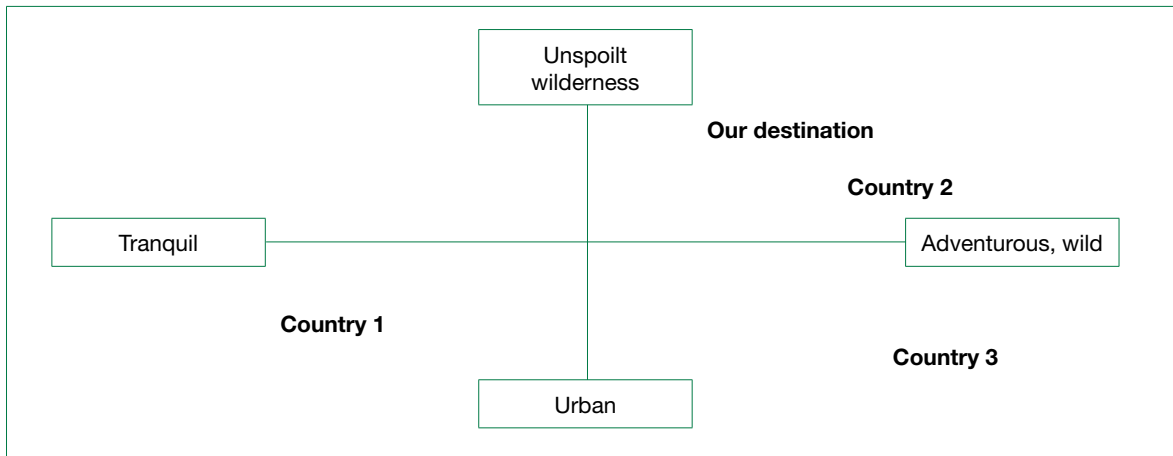 Unspoilt
wilderness
Our destination
Country 2
Tranquil
Adventurous, wild
Country 1
Country 3
Urban